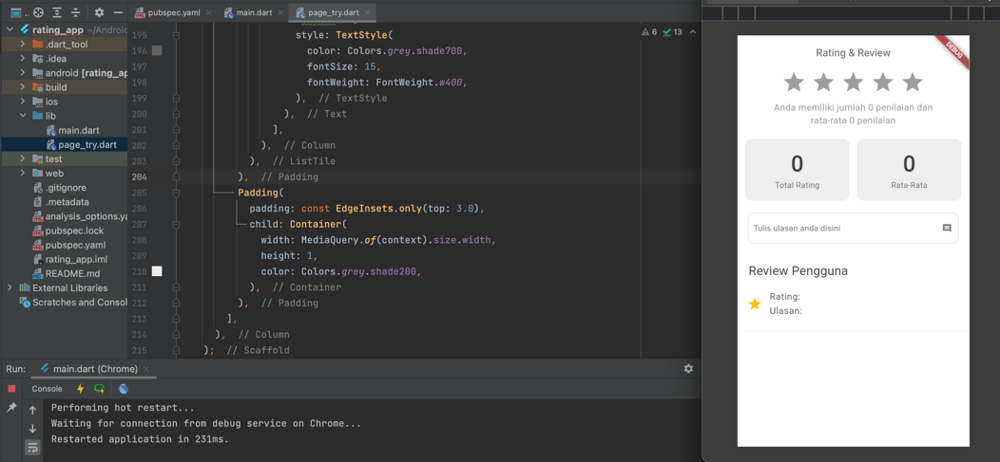 pubspec.yaml
main.dart
page_try.dart
rating_app ~/Androic
.dart_tool
.idea
android [rating_ap
build
ios
lib
main.dart
page_try.dart
test
web
.gitignore
.metadata
analysis_options.ya
pubspec.lock
pubspec.yaml
rating_app.iml
README.md
External Libraries
Scratches and Consol
6 13
195 style: TextStyle(
196 color: Colors.grey.shade700,
197 fontSize: 15,
198 fontWeight: FontWeight.w400,
199 ), // TextStyle
200 ), // Text
201 ],
202 ), // Column
203 ), // ListTile
204 ), // Padding
205 Padding(
206 padding: const EdgeInsets.only(top: 3.0),
207 child: Container(
208 width: MediaQuery.of(context).size.width,
209 height: 1,
210 color: Colors.grey.shade200,
211 ), // Container
212 ), // Padding
213 ],
214 ), // Column
215 ); // Scaffold
Run: main.dart (Chrome)
Console
Performing hot restart...
Waiting for connection from debug service on Chrome...
Restarted application in 231ms.
DEBUG
Rating & Review
Anda memiliki jumlah 0 penilaian dan
rata-rata 0 penilaian
0
Total Rating
0
Rata-Rata
Tulis ulasan anda disini
Review Pengguna
Rating:
Ulasan: